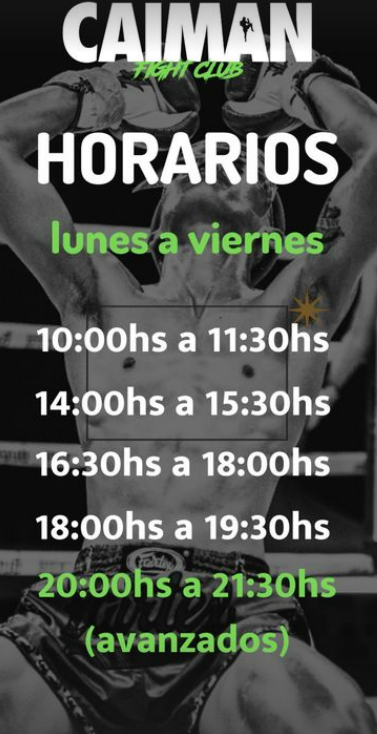 CAIMAN
FIGHT CLUB
HORARIOS
lunes a viernes
10:00hs a 11:30hs
14:00hs a 15:30hs
16:30hs a 18:00hs
18:00hs a 19:30hs
20:00hs a 21:30hs
(avanzados)
Fairtex